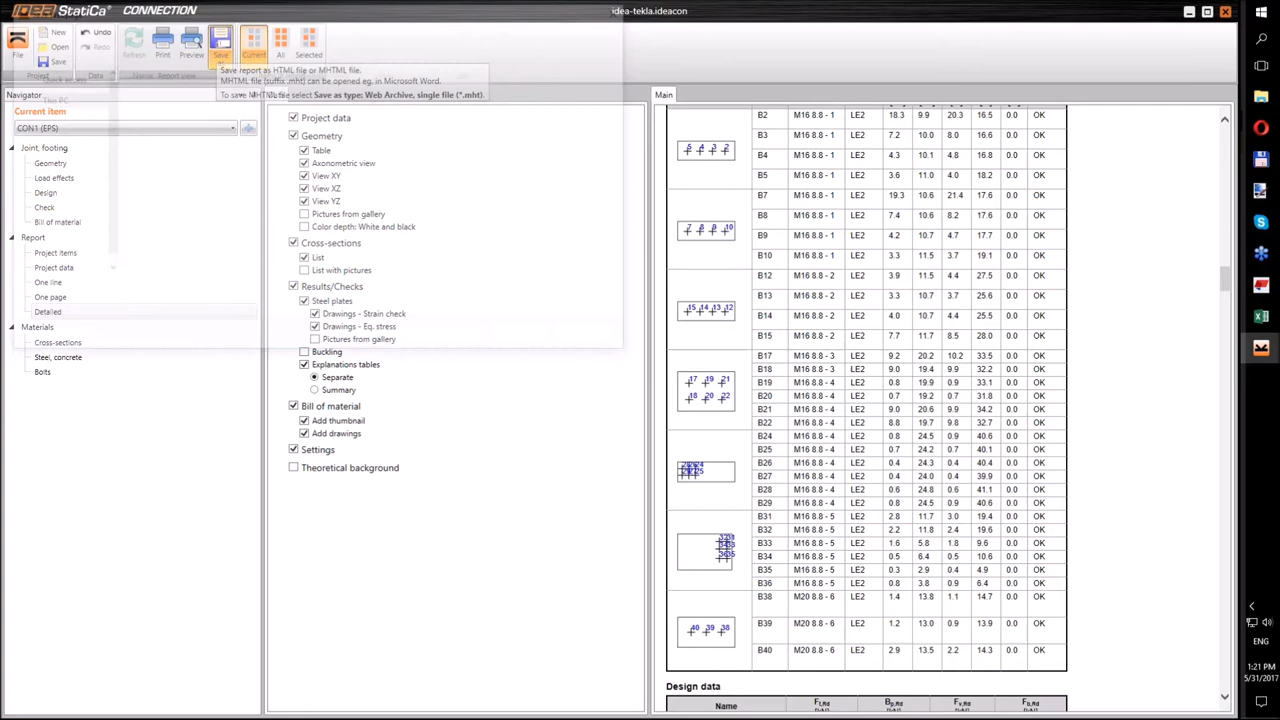 idea StatiCa® CONNECTION
idea-tekla.ideacon
File
New
Open
Save
Project
Undo
Redo
Data
Refresh
Print
Preview
Save
Current
All
Selected
Report view
Save report as HTML file or MHTML file.
MHTML file (suffix .mht) can be opened eg. in Microsoft Word.
To save MHTML file select Save as type: Web Archive, single file (*.mht).
Navigator
Current item
CON1 (EPS)
Joint, footing
Geometry
Load effects
Design
Check
Bill of material
Report
Project items
Project data
One line
One page
Detailed
Materials
Cross-sections
Steel, concrete
Bolts
Project data
Geometry
Table
Axonometric view
View XY
View XZ
View YZ
Pictures from gallery
Color depth: White and black
Cross-sections
List
List with pictures
Results/Checks
Steel plates
Drawings - Strain check
Drawings - Eq. stress
Pictures from gallery
Buckling
Explanations tables
Separate
Summary
Bill of material
Add thumbnail
Add drawings
Settings
Theoretical background
Main
B2 M16 8.8 - 1 LE2 18.3 9.9 20.3 16.5 0.0 OK
5 4 3 2
B3 M16 8.8 - 1 LE2 7.2 10.0 8.0 16.6 0.0 OK
B4 M16 8.8 - 1 LE2 4.3 10.1 4.8 16.8 0.0 OK
B5 M16 8.8 - 1 LE2 3.6 11.0 4.0 18.2 0.0 OK
B7 M16 8.8 - 1 LE2 19.3 10.6 21.4 17.6 0.0 OK
7 8 9 10
B8 M16 8.8 - 1 LE2 7.4 10.6 8.2 17.6 0.0 OK
B9 M16 8.8 - 1 LE2 4.2 10.7 4.7 17.7 0.0 OK
B10 M16 8.8 - 1 LE2 3.3 11.5 3.7 19.1 0.0 OK
B12 M16 8.8 - 2 LE2 3.9 11.5 4.4 27.5 0.0 OK
15 14 13 12
B13 M16 8.8 - 2 LE2 3.3 10.7 3.7 25.6 0.0 OK
B14 M16 8.8 - 2 LE2 4.0 10.7 4.4 25.5 0.0 OK
B15 M16 8.8 - 2 LE2 7.7 11.7 8.5 28.0 0.0 OK
B17 M16 8.8 - 3 LE2 9.2 20.2 10.2 33.5 0.0 OK
B18 M16 8.8 - 3 LE2 9.0 19.4 9.9 32.2 0.0 OK
17 19 21
B19 M16 8.8 - 4 LE2 0.8 19.9 0.9 33.1 0.0 OK
18 20 22
B20 M16 8.8 - 4 LE2 0.7 19.2 0.7 31.8 0.0 OK
B21 M16 8.8 - 4 LE2 9.0 20.6 9.9 34.2 0.0 OK
B22 M16 8.8 - 4 LE2 8.8 19.7 9.8 32.7 0.0 OK
B24 M16 8.8 - 4 LE2 0.8 24.5 0.9 40.6 0.0 OK
B25 M16 8.8 - 4 LE2 0.7 24.2 0.7 40.1 0.0 OK
B26 M16 8.8 - 4 LE2 0.4 24.3 0.4 40.4 0.0 OK
B27 M16 8.8 - 4 LE2 0.4 24.0 0.4 39.9 0.0 OK
B28 M16 8.8 - 4 LE2 0.6 24.8 0.6 41.1 0.0 OK
B29 M16 8.8 - 4 LE2 0.8 24.5 0.9 40.6 0.0 OK
B31 M16 8.8 - 5 LE2 2.8 11.7 3.0 19.4 0.0 OK
B32 M16 8.8 - 5 LE2 2.2 11.8 2.4 19.6 0.0 OK
B33 M16 8.8 - 5 LE2 1.6 5.8 1.8 9.6 0.0 OK
B34 M16 8.8 - 5 LE2 0.5 6.4 0.5 10.6 0.0 OK
B35 M16 8.8 - 5 LE2 0.3 2.9 0.4 4.9 0.0 OK
B36 M16 8.8 - 5 LE2 0.8 3.8 0.9 6.4 0.0 OK
B38 M20 8.8 - 6 LE2 1.4 13.8 1.1 14.7 0.0 OK
40 39 38
B39 M20 8.8 - 6 LE2 1.2 13.0 0.9 13.9 0.0 OK
B40 M20 8.8 - 6 LE2 2.9 13.5 2.2 14.3 0.0 OK
Design data
Name Ft,Rd Bp,Rd Fv,Rd Fb,Rd
ENG
1:21 PM
5/31/2017